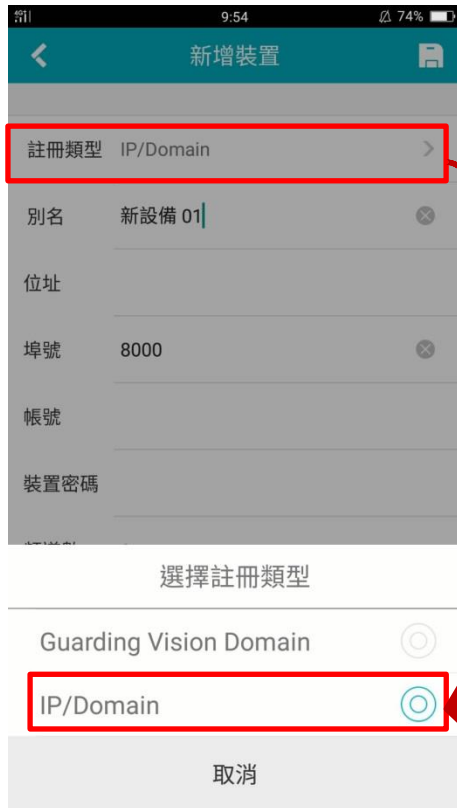 9:54 74%
新增裝置
註冊類型 IP/Domain
別名 新設備 01
位址
埠號 8000
帳號
裝置密碼
選擇註冊類型
Guarding Vision Domain
IP/Domain
取消